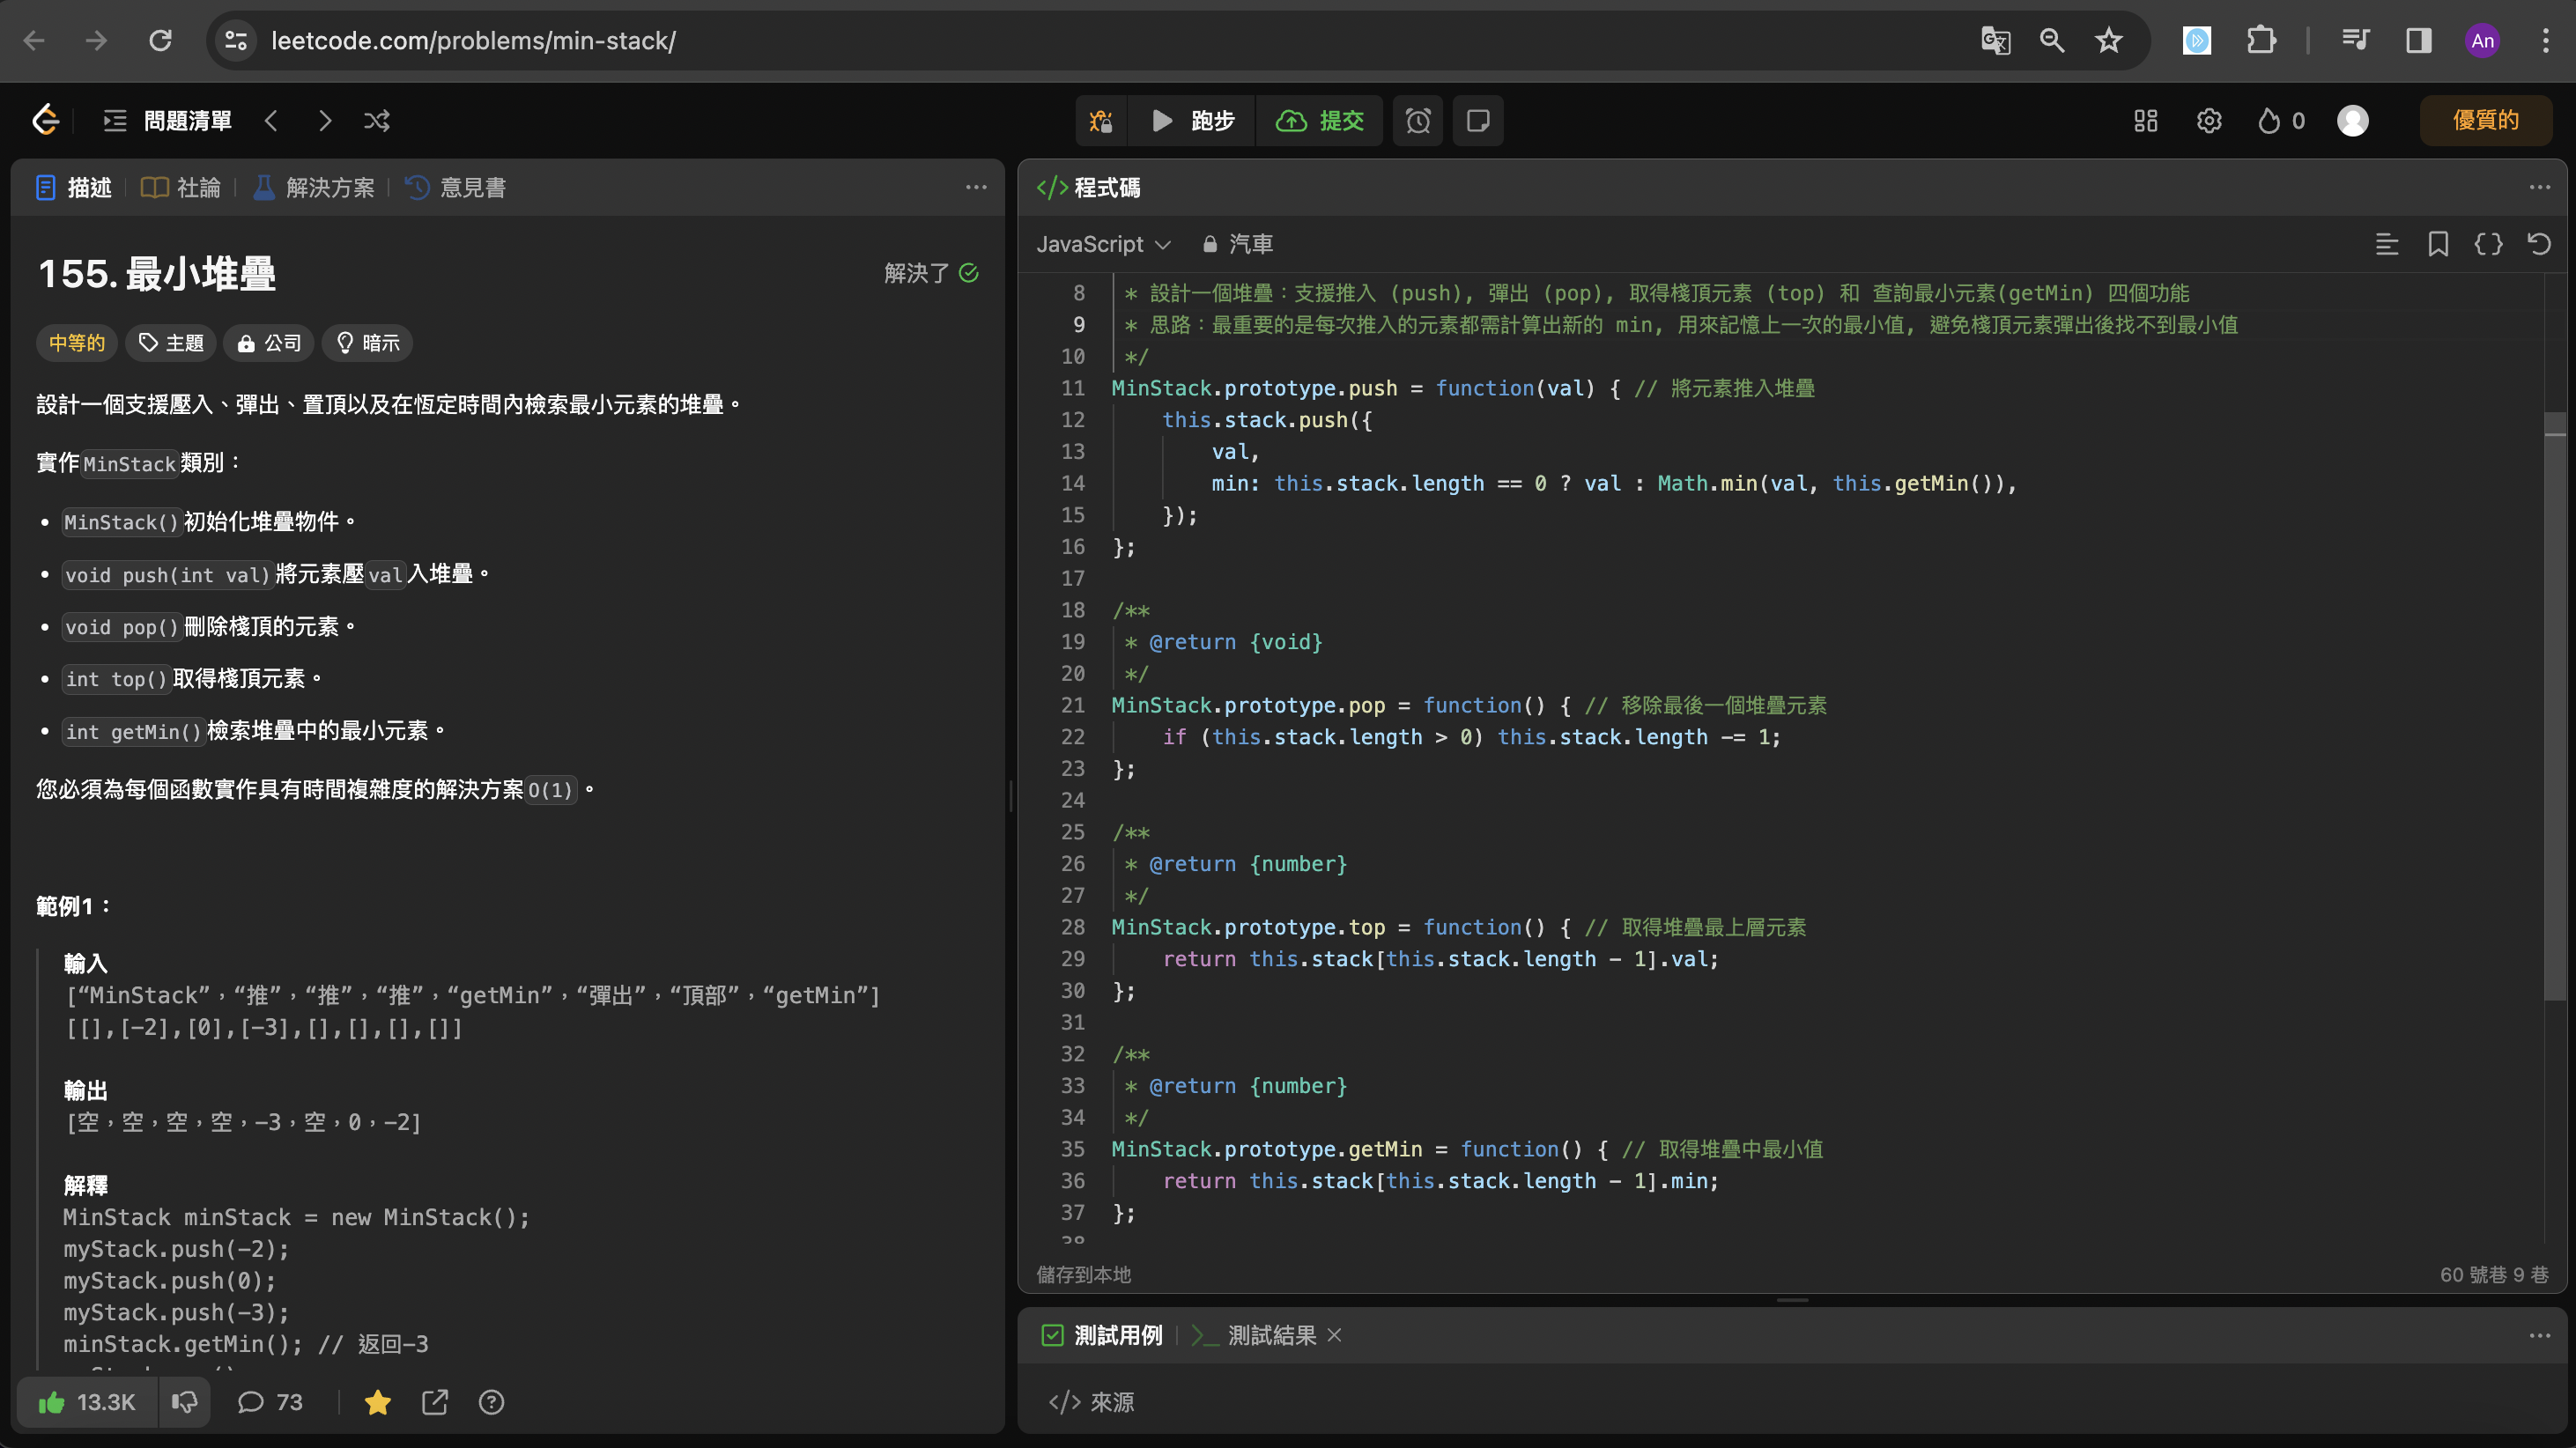 leetcode.com/problems/min-stack/
An
問題清單
跑步
提交
0
優質的
描述
社論
解決方案
意見書
155. 最小堆疊
解決了
中等的
主題
公司
暗示
設計一個支援壓入、彈出、置頂以及在恆定時間內檢索最小元素的堆疊。
實作MinStack類別：
• MinStack()初始化堆疊物件。
• void push(int val)將元素壓val入堆疊。
• void pop()刪除棧頂的元素。
• int top()取得棧頂元素。
• int getMin()檢索堆疊中的最小元素。
您必須為每個函數實作具有時間複雜度的解決方案O(1)。
範例1：
輸入
[“MinStack”，“推”，“推”，“推”，“getMin”，“彈出”，“頂部”，“getMin”]
[[],[-2],[0],[-3],[],[],[],[]]
輸出
[空，空，空，空，-3，空，0，-2]
解釋
MinStack minStack = new MinStack();
myStack.push(-2);
myStack.push(0);
myStack.push(-3);
minStack.getMin(); // 返回-3
13.3K
73
程式碼
JavaScript
汽車
8 * 設計一個堆疊：支援推入 (push), 彈出 (pop), 取得棧頂元素 (top) 和 查詢最小元素(getMin) 四個功能
9 * 思路：最重要的是每次推入的元素都需計算出新的 min, 用來記憶上一次的最小值, 避免棧頂元素彈出後找不到最小值
10 */
11 MinStack.prototype.push = function(val) { // 將元素推入堆疊
12 this.stack.push({
13 val,
14 min: this.stack.length == 0 ? val : Math.min(val, this.getMin()),
15 });
16 };
17
18 /**
19 * @return {void}
20 */
21 MinStack.prototype.pop = function() { // 移除最後一個堆疊元素
22 if (this.stack.length > 0) this.stack.length -= 1;
23 };
24
25 /**
26 * @return {number}
27 */
28 MinStack.prototype.top = function() { // 取得堆疊最上層元素
29 return this.stack[this.stack.length - 1].val;
30 };
31
32 /**
33 * @return {number}
34 */
35 MinStack.prototype.getMin = function() { // 取得堆疊中最小值
36 return this.stack[this.stack.length - 1].min;
37 };
38
儲存到本地
60 號巷 9 巷
測試用例
測試結果
來源